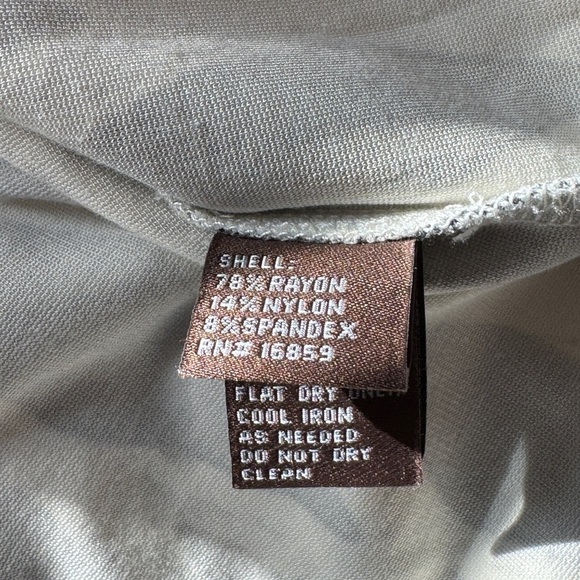 SHELL:
78% RAYON
14% NYLON
8% SPANDEX
RN# 16859
FLAT DRY ONLY
COOL IRON
AS NEEDED
DO NOT DRY
CLEAN